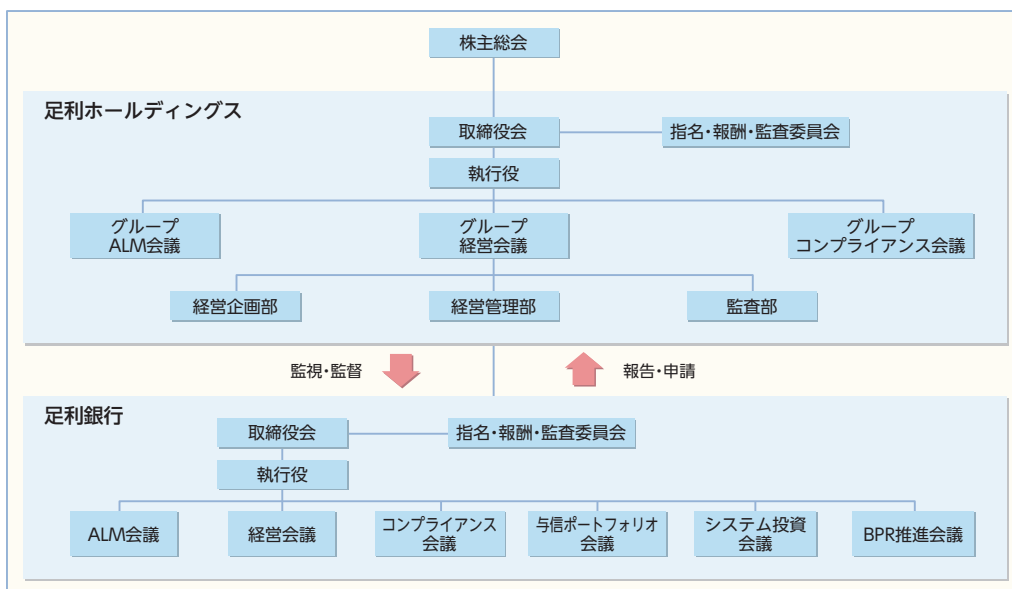 株主総会
足利ホールディングス
取締役会
指名・報酬・監査委員会
執行役
グループ
ALM会議
グループ
経営会議
グループ
コンプライアンス会議
経営企画部
経営管理部
監査部
監視・監督
報告・申請
足利銀行
取締役会
指名・報酬・監査委員会
執行役
ALM会議
経営会議
コンプライアンス
会議
与信ポートフォリオ
会議
システム投資
会議
BPR推進会議